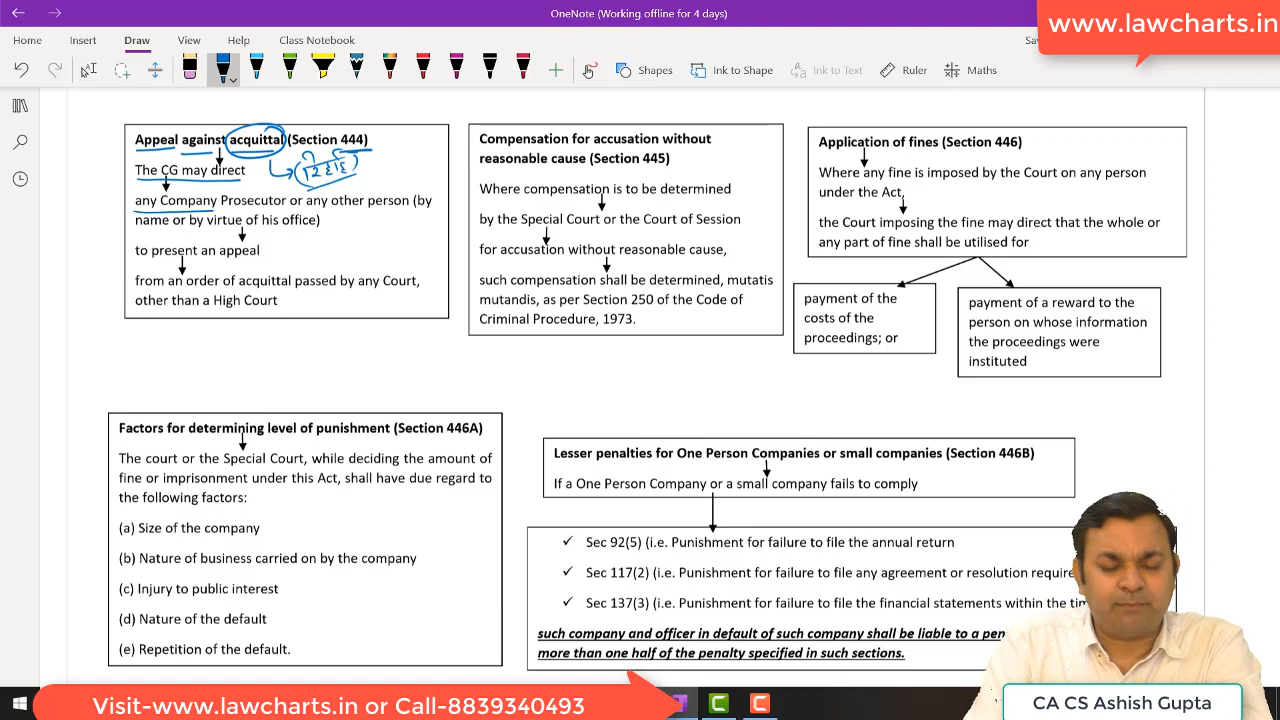 OneNote (Working offline for 4 days)
www.lawcharts.in
Home Insert Draw View Help Class Notebook
Shapes Ink to Shape Ink to Text Ruler Maths
Appeal against acquittal (Section 444)
The CG may direct
any Company Prosecutor or any other person (by
name or by virtue of his office)
to present an appeal
from an order of acquittal passed by any Court,
other than a High Court
Compensation for accusation without
reasonable cause (Section 445)
Where compensation is to be determined
by the Special Court or the Court of Session
for accusation without reasonable cause,
such compensation shall be determined, mutatis
mutandis, as per Section 250 of the Code of
Criminal Procedure, 1973.
Application of fines (Section 446)
Where any fine is imposed by the Court on any person
under the Act,
the Court imposing the fine may direct that the whole or
any part of fine shall be utilised for
payment of the
costs of the
proceedings; or
payment of a reward to the
person on whose information
the proceedings were
instituted
Factors for determining level of punishment (Section 446A)
The court or the Special Court, while deciding the amount of
fine or imprisonment under this Act, shall have due regard to
the following factors:
(a) Size of the company
(b) Nature of business carried on by the company
(c) Injury to public interest
(d) Nature of the default
(e) Repetition of the default.
Lesser penalties for One Person Companies or small companies (Section 446B)
If a One Person Company or a small company fails to comply
Sec 92(5) (i.e. Punishment for failure to file the annual return
Sec 117(2) (i.e. Punishment for failure to file any agreement or resolution
Sec 137(3) (i.e. Punishment for failure to file the financial statements within the
such company and officer in default of such company shall be liable to a
more than one half of the penalty specified in such sections.
Visit-www.lawcharts.in or Call-8839340493
CA CS Ashish Gupta